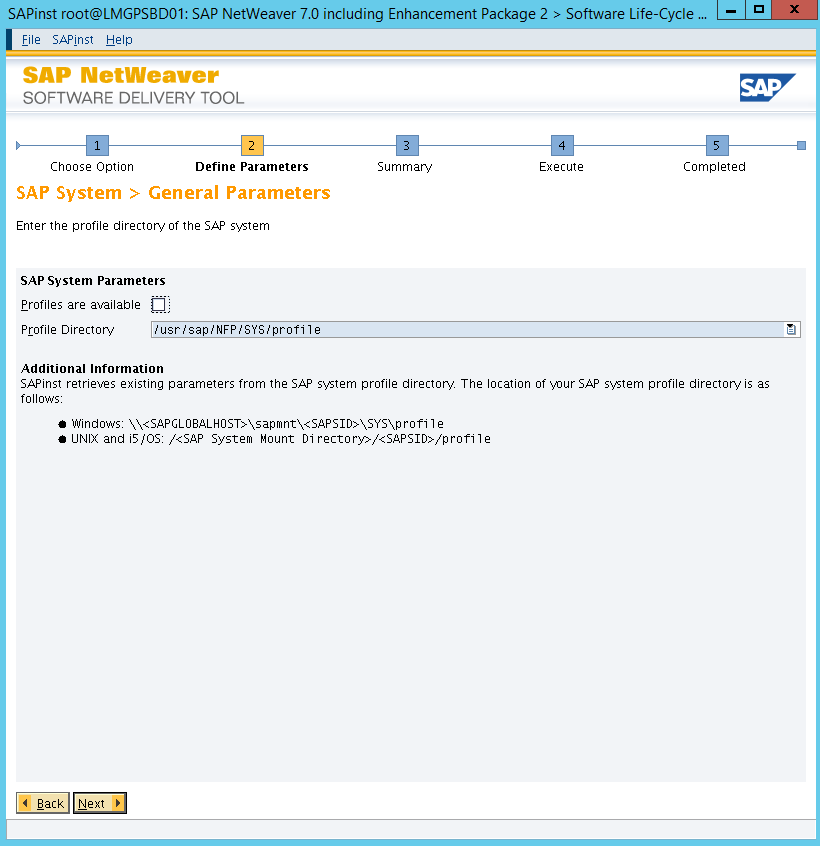 SAPinst root@LMGPSBD01: SAP NetWeaver 7.0 including Enhancement Package 2 > Software Life-Cycle ...
File SAPinst Help
SAP NetWeaver
SOFTWARE DELIVERY TOOL
SAP
1 2 3 4 5
Choose Option Define Parameters Summary Execute Completed
SAP System > General Parameters
Enter the profile directory of the SAP system
SAP System Parameters
Profiles are available
Profile Directory /usr/sap/NFP/SYS/profile
Additional Information
SAPinst retrieves existing parameters from the SAP system profile directory. The location of your SAP system profile directory is as
follows:
● Windows: \\<SAPGLOBALHOST>\sapmnt\<SAPSID>\SYS\profile
● UNIX and i5/OS: /<SAP System Mount Directory>/<SAPSID>/profile
Back Next